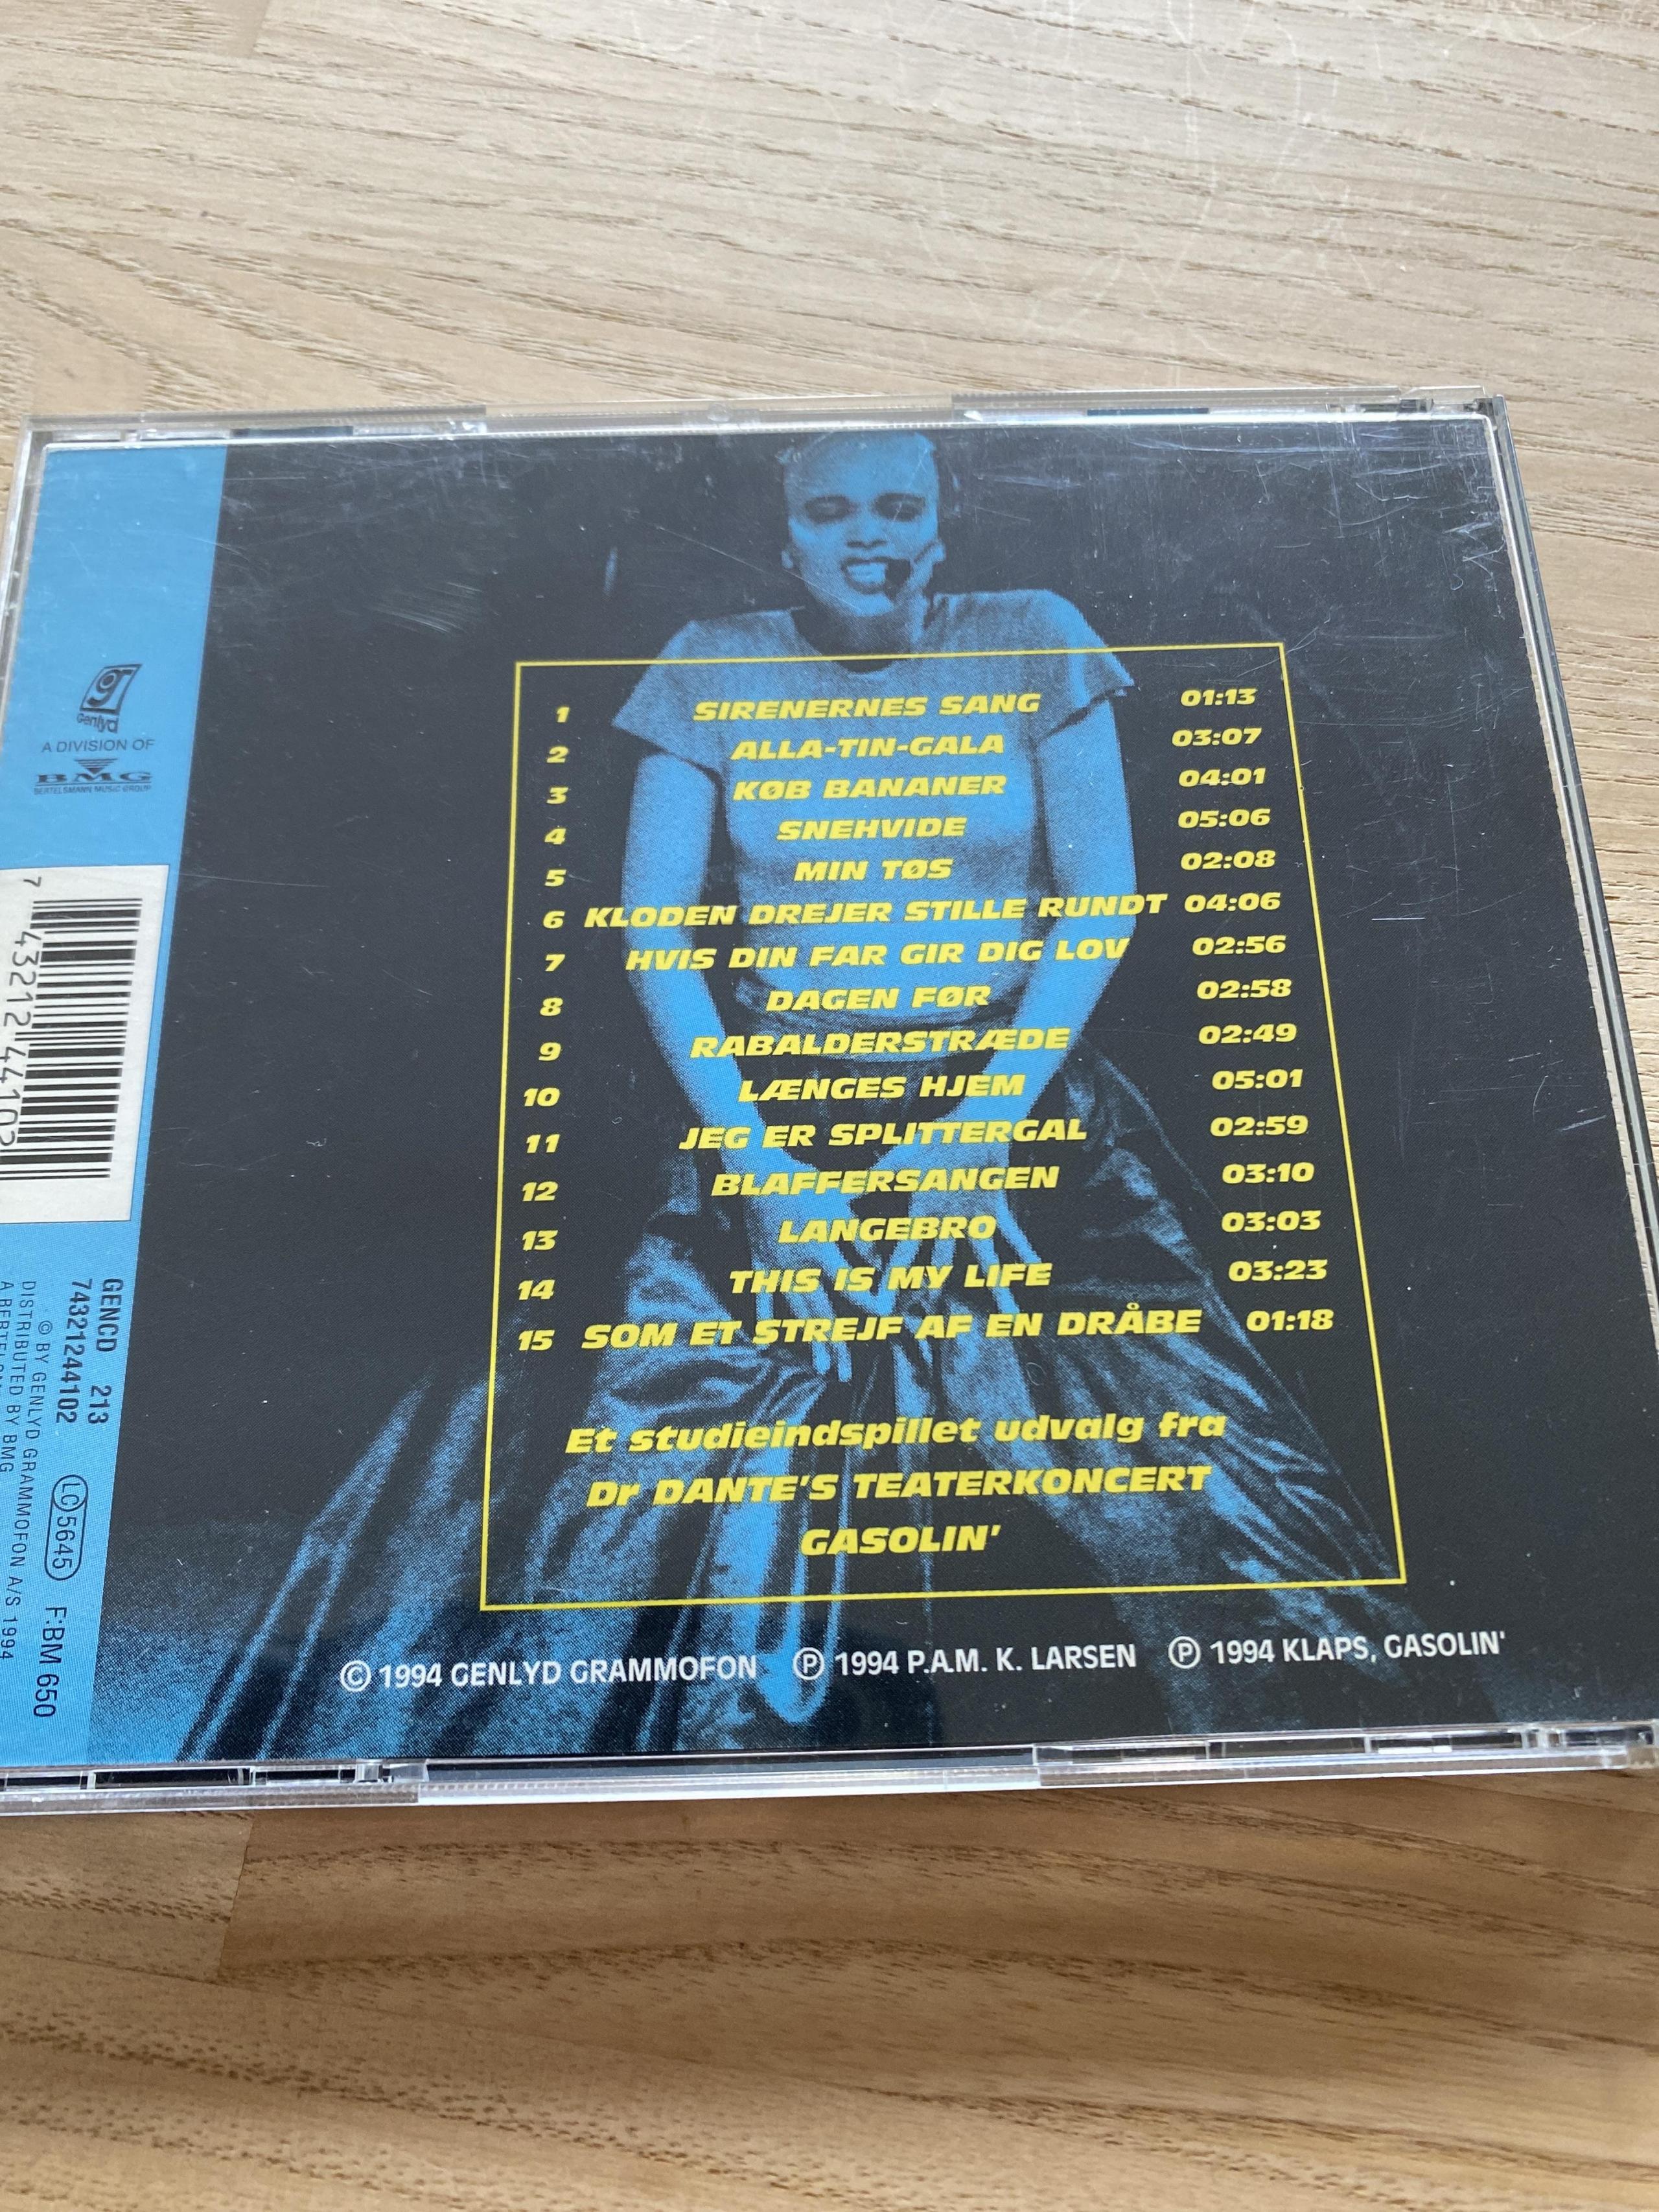 1 SIRENERNES SANG 01:13
2 ALLA-TIN-GALA 03:07
3 KØB BANANER 04:01
4 SNEHVIDE 05:06
5 MIN TØS 02:08
6 KLODEN DREJER STILLE RUNDT 04:06
7 HVIS DIN FAR GIR DIG LOV 02:56
8 DAGEN FØR 02:58
9 RABALDERSTRÆDE 02:49
10 LÆNGES HJEM 05:01
11 JEG ER SPLITTERGAL 02:59
12 BLAFFERSANGEN 03:10
13 LANGEBRO 03:03
14 THIS IS MY LIFE 03:23
15 SOM ET STREJF AF EN DRÅBE 01:18
Et studieindspillet udvalg fra
Dr DANTE'S TEATERKONCERT
GASOLIN'
© 1994 GENLYD GRAMMOFON ℗ 1994 P.A.M. K. LARSEN ℗ 1994 KLAPS, GASOLIN'
gr
Genlyd
A DIVISION OF
BMG
BERTELSMANN MUSIC GROUP
7 43212 44102
GENCD 213
74321244102 LC 5645 F:BM 650
© BY GENLYD GRAMMOFON A/S 1994
DISTRIBUTED BY BMG